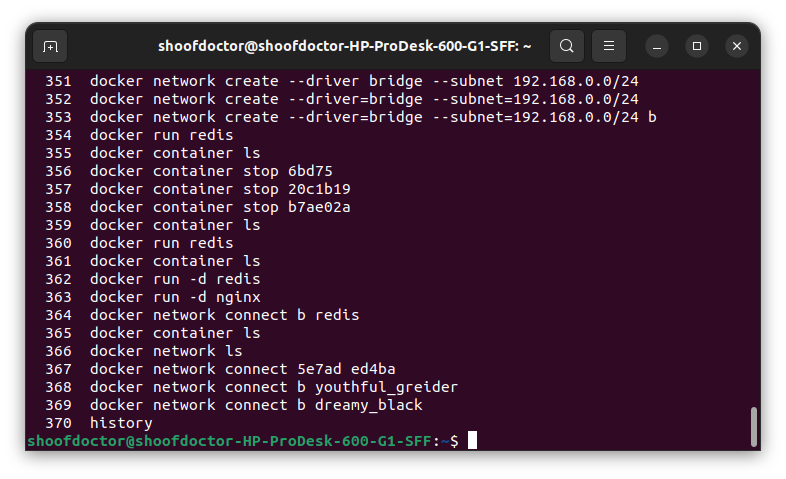 shoofdoctor@shoofdoctor-HP-ProDesk-600-G1-SFF: ~
351 docker network create --driver bridge --subnet 192.168.0.0/24
352 docker network create --driver=bridge --subnet=192.168.0.0/24
353 docker network create --driver=bridge --subnet=192.168.0.0/24 b
354 docker run redis
355 docker container ls
356 docker container stop 6bd75
357 docker container stop 20c1b19
358 docker container stop b7ae02a
359 docker container ls
360 docker run redis
361 docker container ls
362 docker run -d redis
363 docker run -d nginx
364 docker network connect b redis
365 docker container ls
366 docker network ls
367 docker network connect 5e7ad ed4ba
368 docker network connect b youthful_greider
369 docker network connect b dreamy_black
370 history
shoofdoctor@shoofdoctor-HP-ProDesk-600-G1-SFF:~$